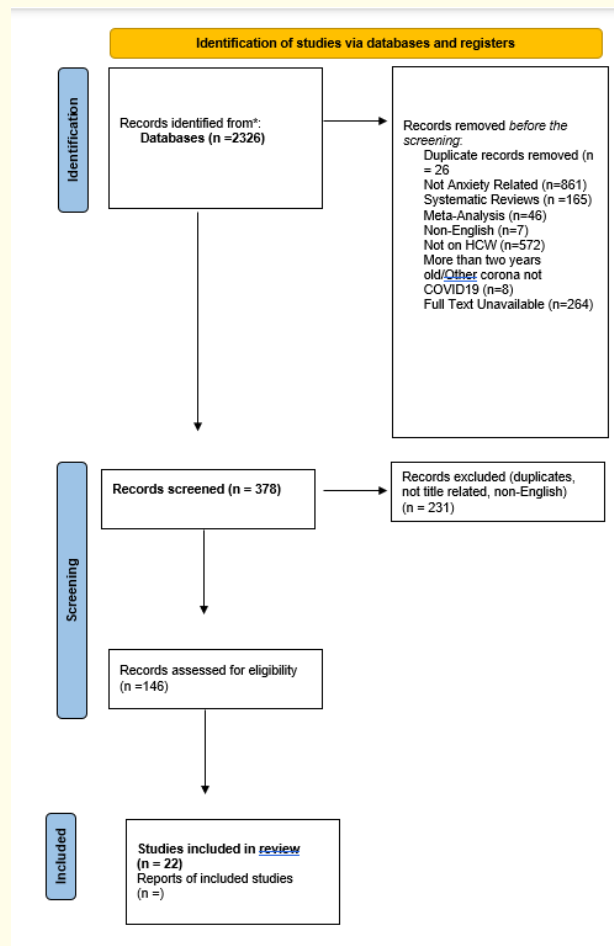 Identification of studies via databases and registers
Identification
Records identified from*:
Databases (n =2326)
Records removed before the
screening:
Duplicate records removed (n
= 26
Not Anxiety Related (n=861)
Systematic Reviews (n =165)
Meta-Analysis (n=46)
Non-English (n=7)
Not on HCW (n=572)
More than two years
old/Other corona not
COVID19 (n=8)
Full Text Unavailable (n=264)
Screening
Records screened (n = 378)
Records excluded (duplicates,
not title related, non-English)
(n = 231)
Records assessed for eligibility
(n =146)
Included
Studies included in review
(n = 22)
Reports of included studies
(n =)